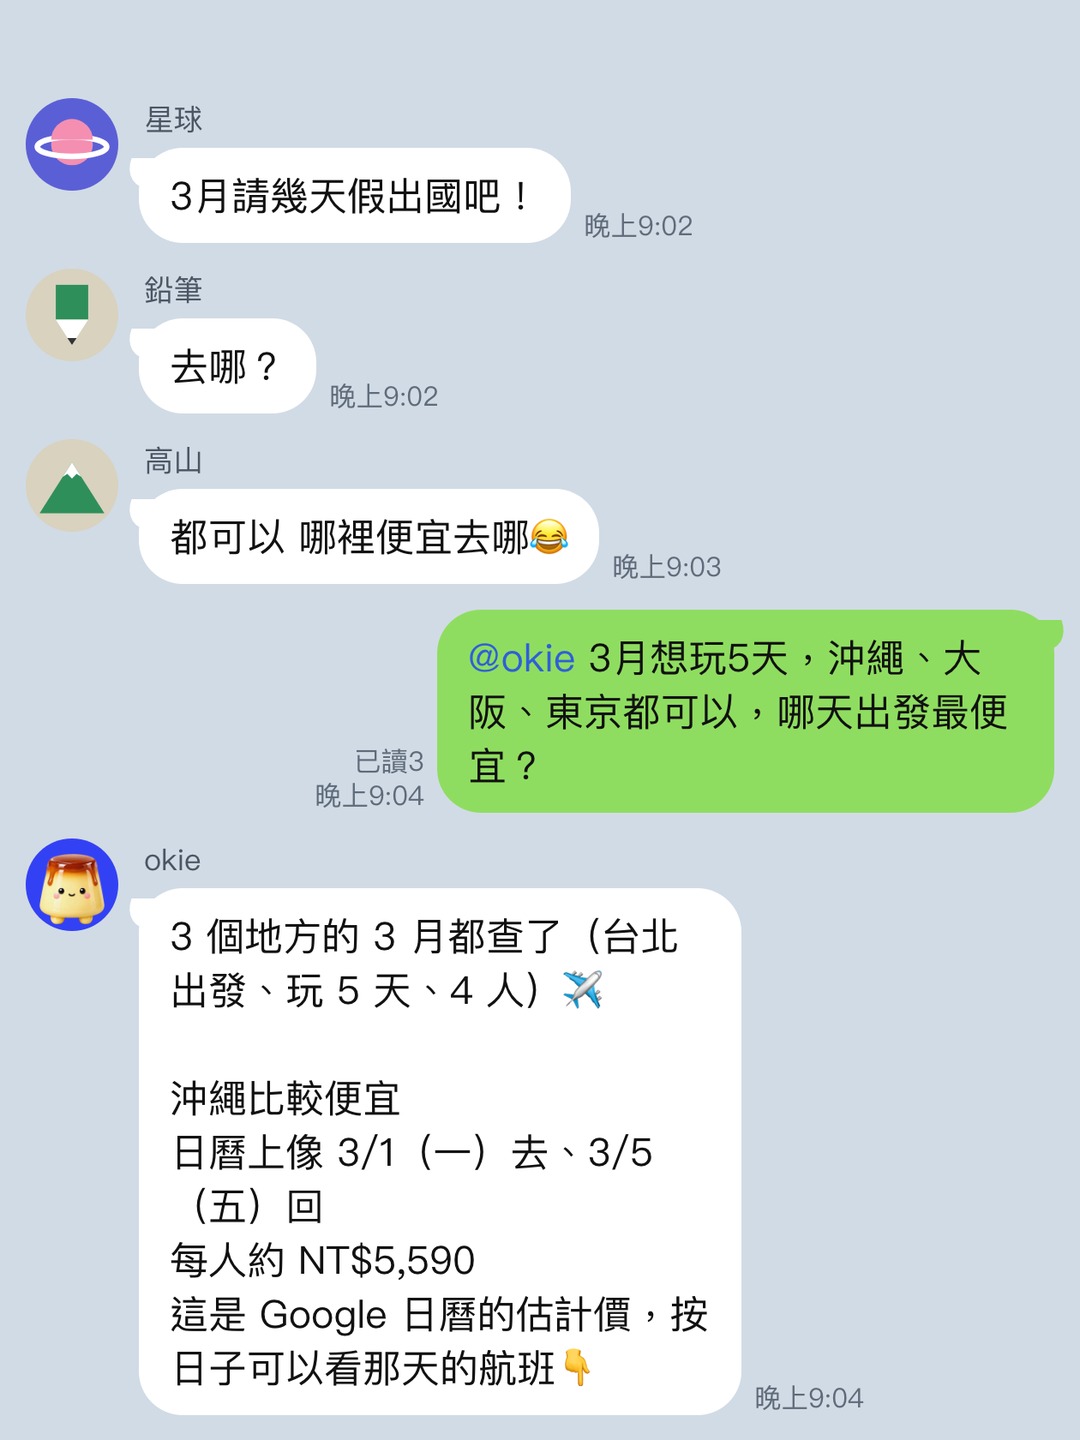 星球
3月請幾天假出國吧！
晚上9:02
鉛筆
去哪？
晚上9:02
高山
都可以 哪裡便宜去哪😂
晚上9:03
@okie 3月想玩5天，沖繩、大
阪、東京都可以，哪天出發最便
宜？
已讀3
晚上9:04
okie
3 個地方的 3 月都查了（台北
出發、玩 5 天、4 人）✈️
沖繩比較便宜
日曆上像 3/1（一）去、3/5
（五）回
每人約 NT$5,590
這是 Google 日曆的估計價，按
日子可以看那天的航班👇
晚上9:04